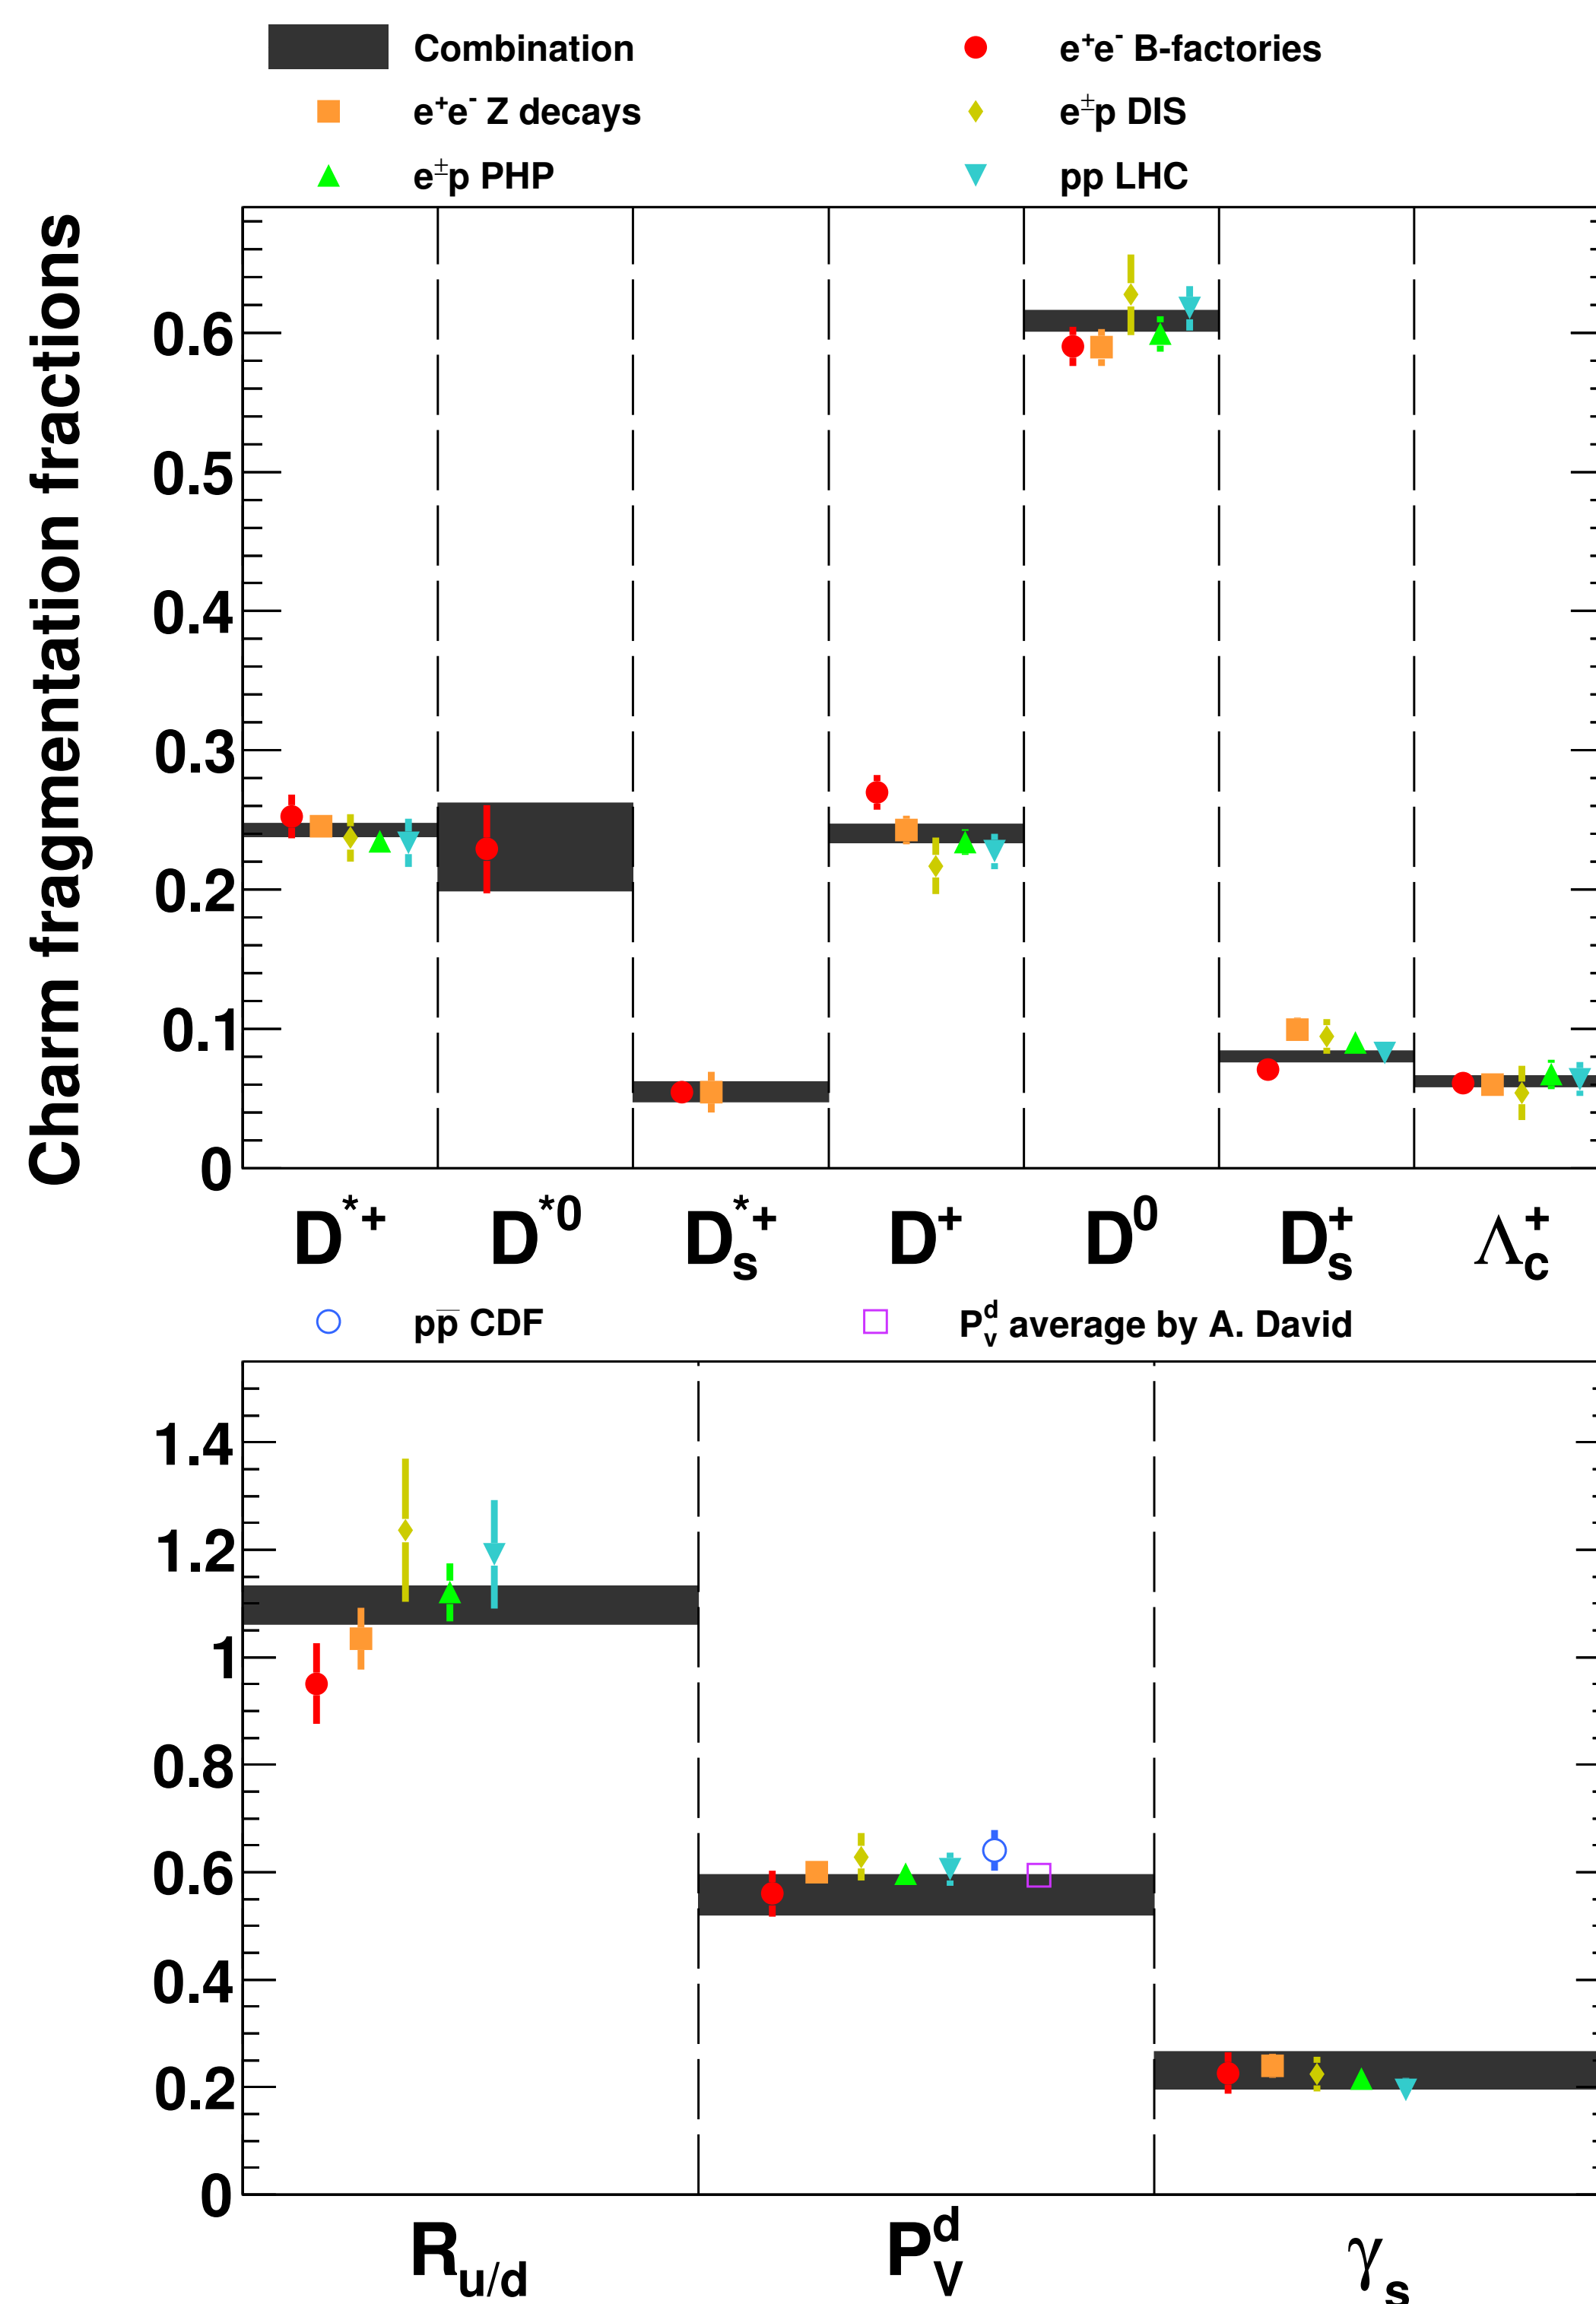 Combination
e⁺e⁻ B-factories
e⁺e⁻ Z decays
e±p DIS
e±p PHP
pp LHC
Charm fragmentation fractions
0.6
0.5
0.4
0.3
0.2
0.1
0
D*+ D*0 Ds*+ D+ D0 Ds+ Λc+
pp̅ CDF
Pvd average by A. David
1.4
1.2
1
0.8
0.6
0.4
0.2
0
Ru/d PVd γs